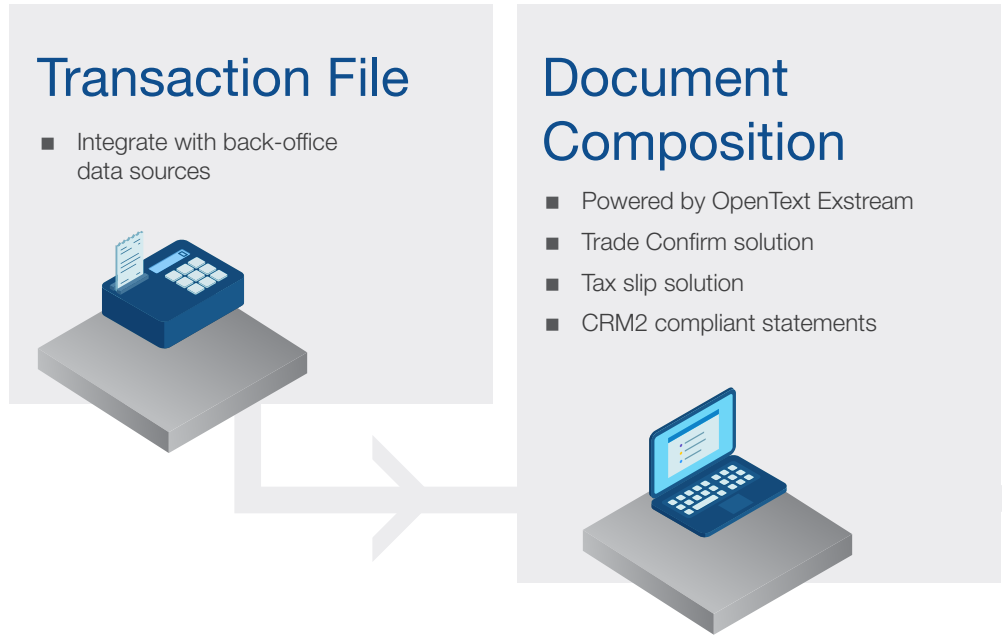 Transaction File
■ Integrate with back-office
data sources
Document
Composition
■ Powered by OpenText Exstream
■ Trade Confirm solution
■ Tax slip solution
■ CRM2 compliant statements